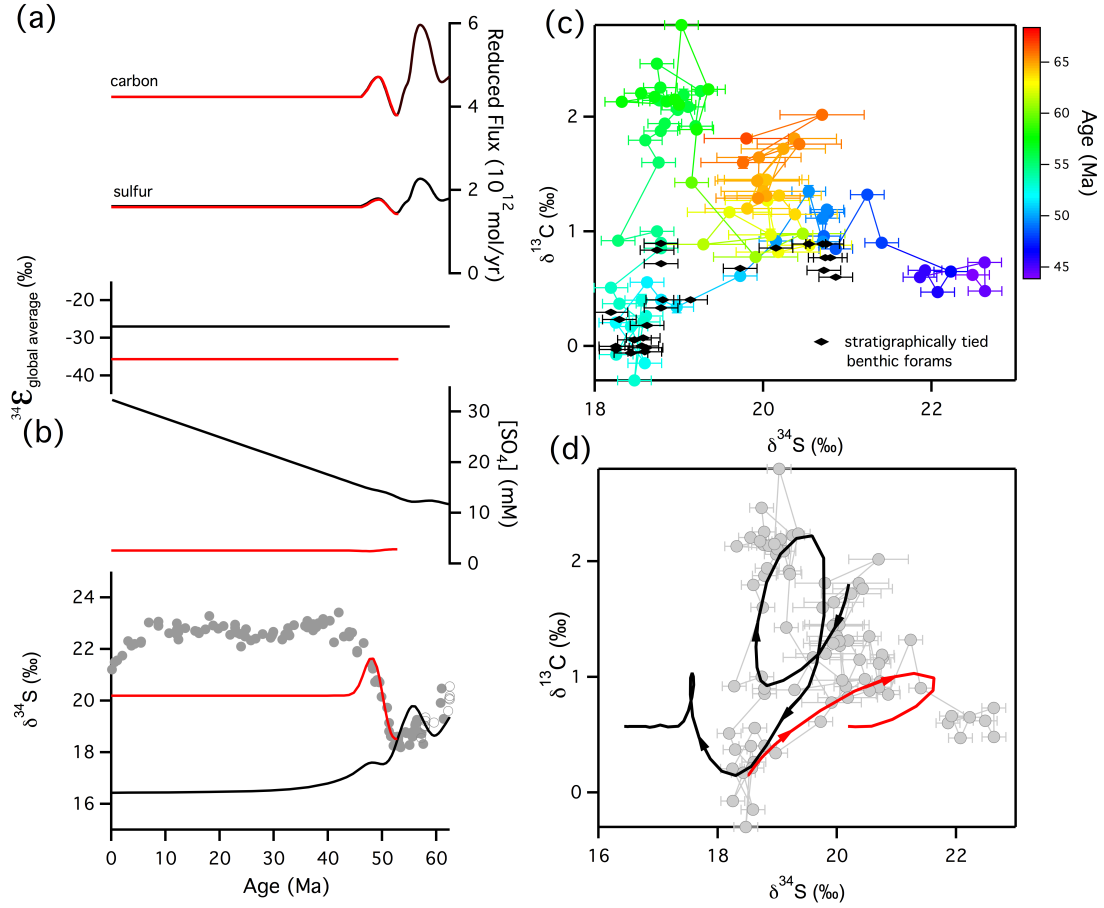 (a)
6
4
2
0
Reduced Flux (10¹² mol/yr)
carbon
sulfur
-20
-30
-40
³⁴ε global average (‰)
(b)
30
20
10
0
[SO₄] (mM)
24
22
20
18
16
δ³⁴S (‰)
0 10 20 30 40 50 60
Age (Ma)
(c)
2
1
0
δ¹³C (‰)
stratigraphically tied
benthic forams
18 20 22
δ³⁴S (‰)
65
60
55
50
45
Age (Ma)
(d)
2
1
0
δ¹³C (‰)
16 18 20 22
δ³⁴S (‰)